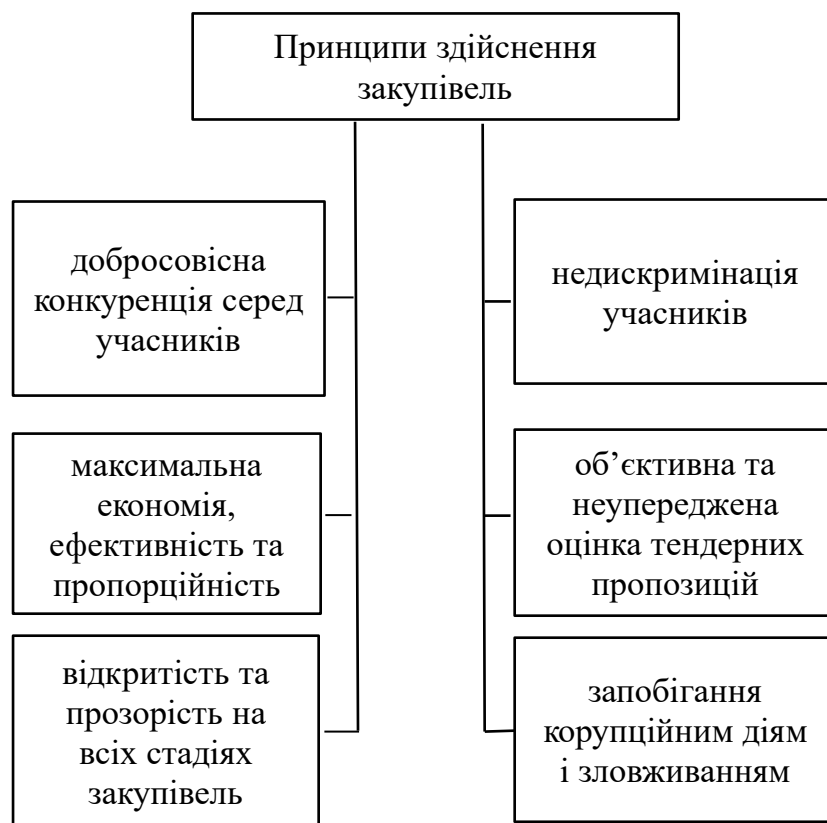 Принципи здійснення
закупівель
добросовісна
конкуренція серед
учасників
недискримінація
учасників
максимальна
економія,
ефективність та
пропорційність
об’єктивна та
неупереджена
оцінка тендерних
пропозицій
відкритість та
прозорість на
всіх стадіях
закупівель
запобігання
корупційним діям
і зловживанням